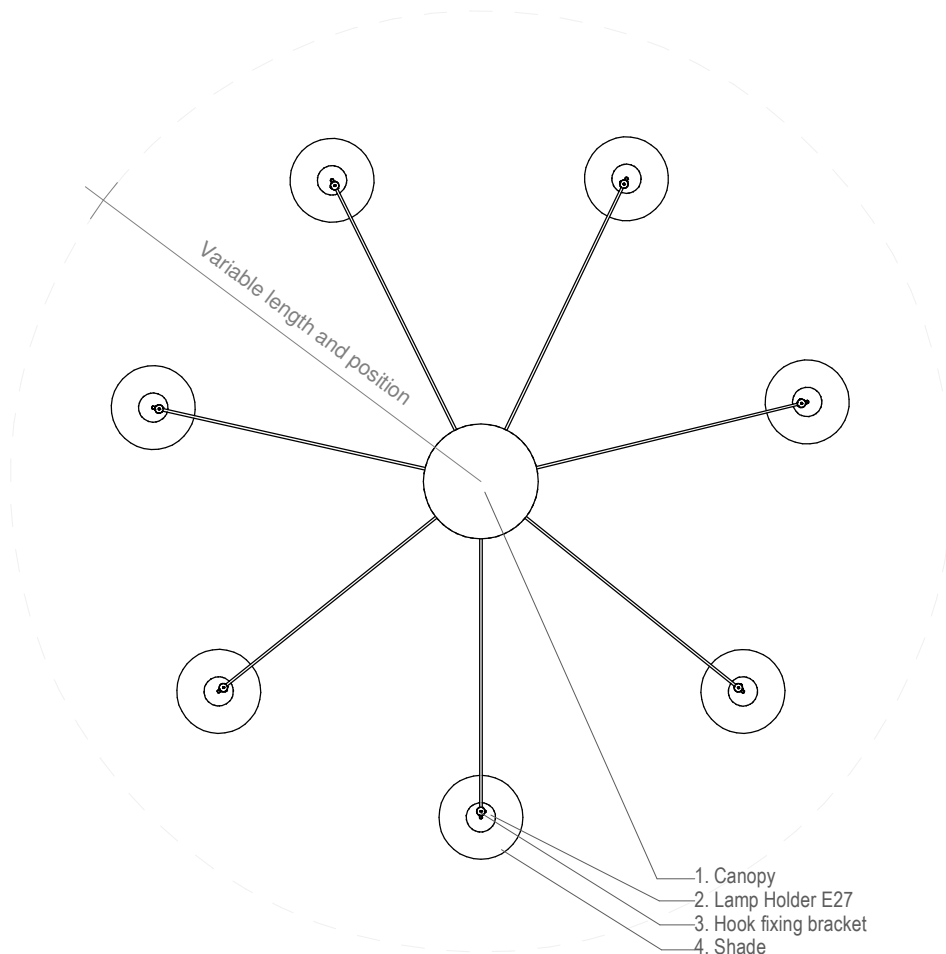 Variable length and position
1. Canopy
2. Lamp Holder E27
3. Hook fixing bracket
4. Shade